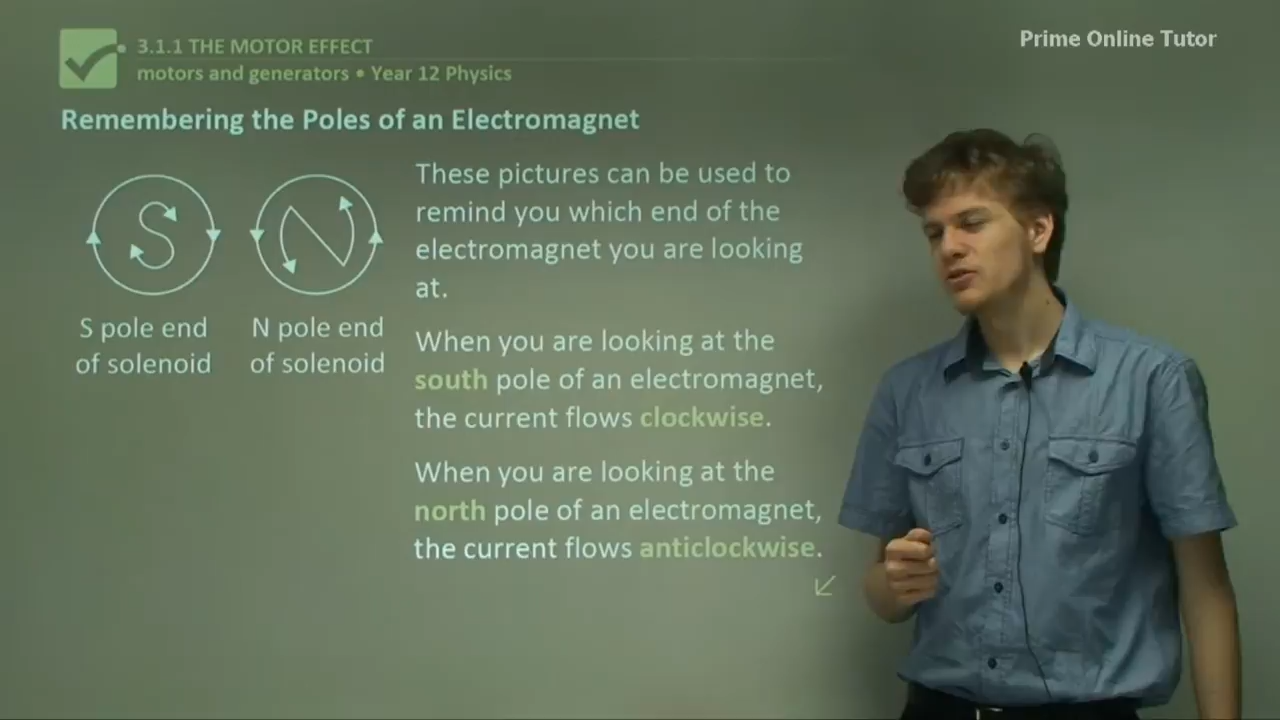 3.1.1 THE MOTOR EFFECT
motors and generators • Year 12 Physics
Prime Online Tutor
Remembering the Poles of an Electromagnet
S
N
S pole end
of solenoid
N pole end
of solenoid
These pictures can be used to
remind you which end of the
electromagnet you are looking
at.
When you are looking at the
south pole of an electromagnet,
the current flows clockwise.
When you are looking at the
north pole of an electromagnet,
the current flows anticlockwise.